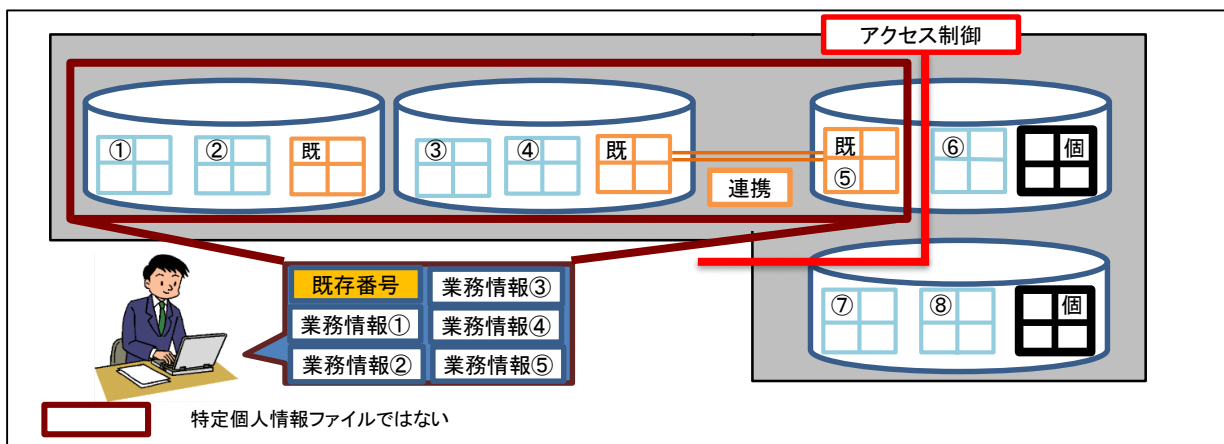 アクセス制御
① ② 既 ③ ④ 既 既 ⑥ 個
⑤
連携
既存番号 業務情報③
業務情報① 業務情報④
業務情報② 業務情報⑤
⑦ ⑧ 個
特定個人情報ファイルではない